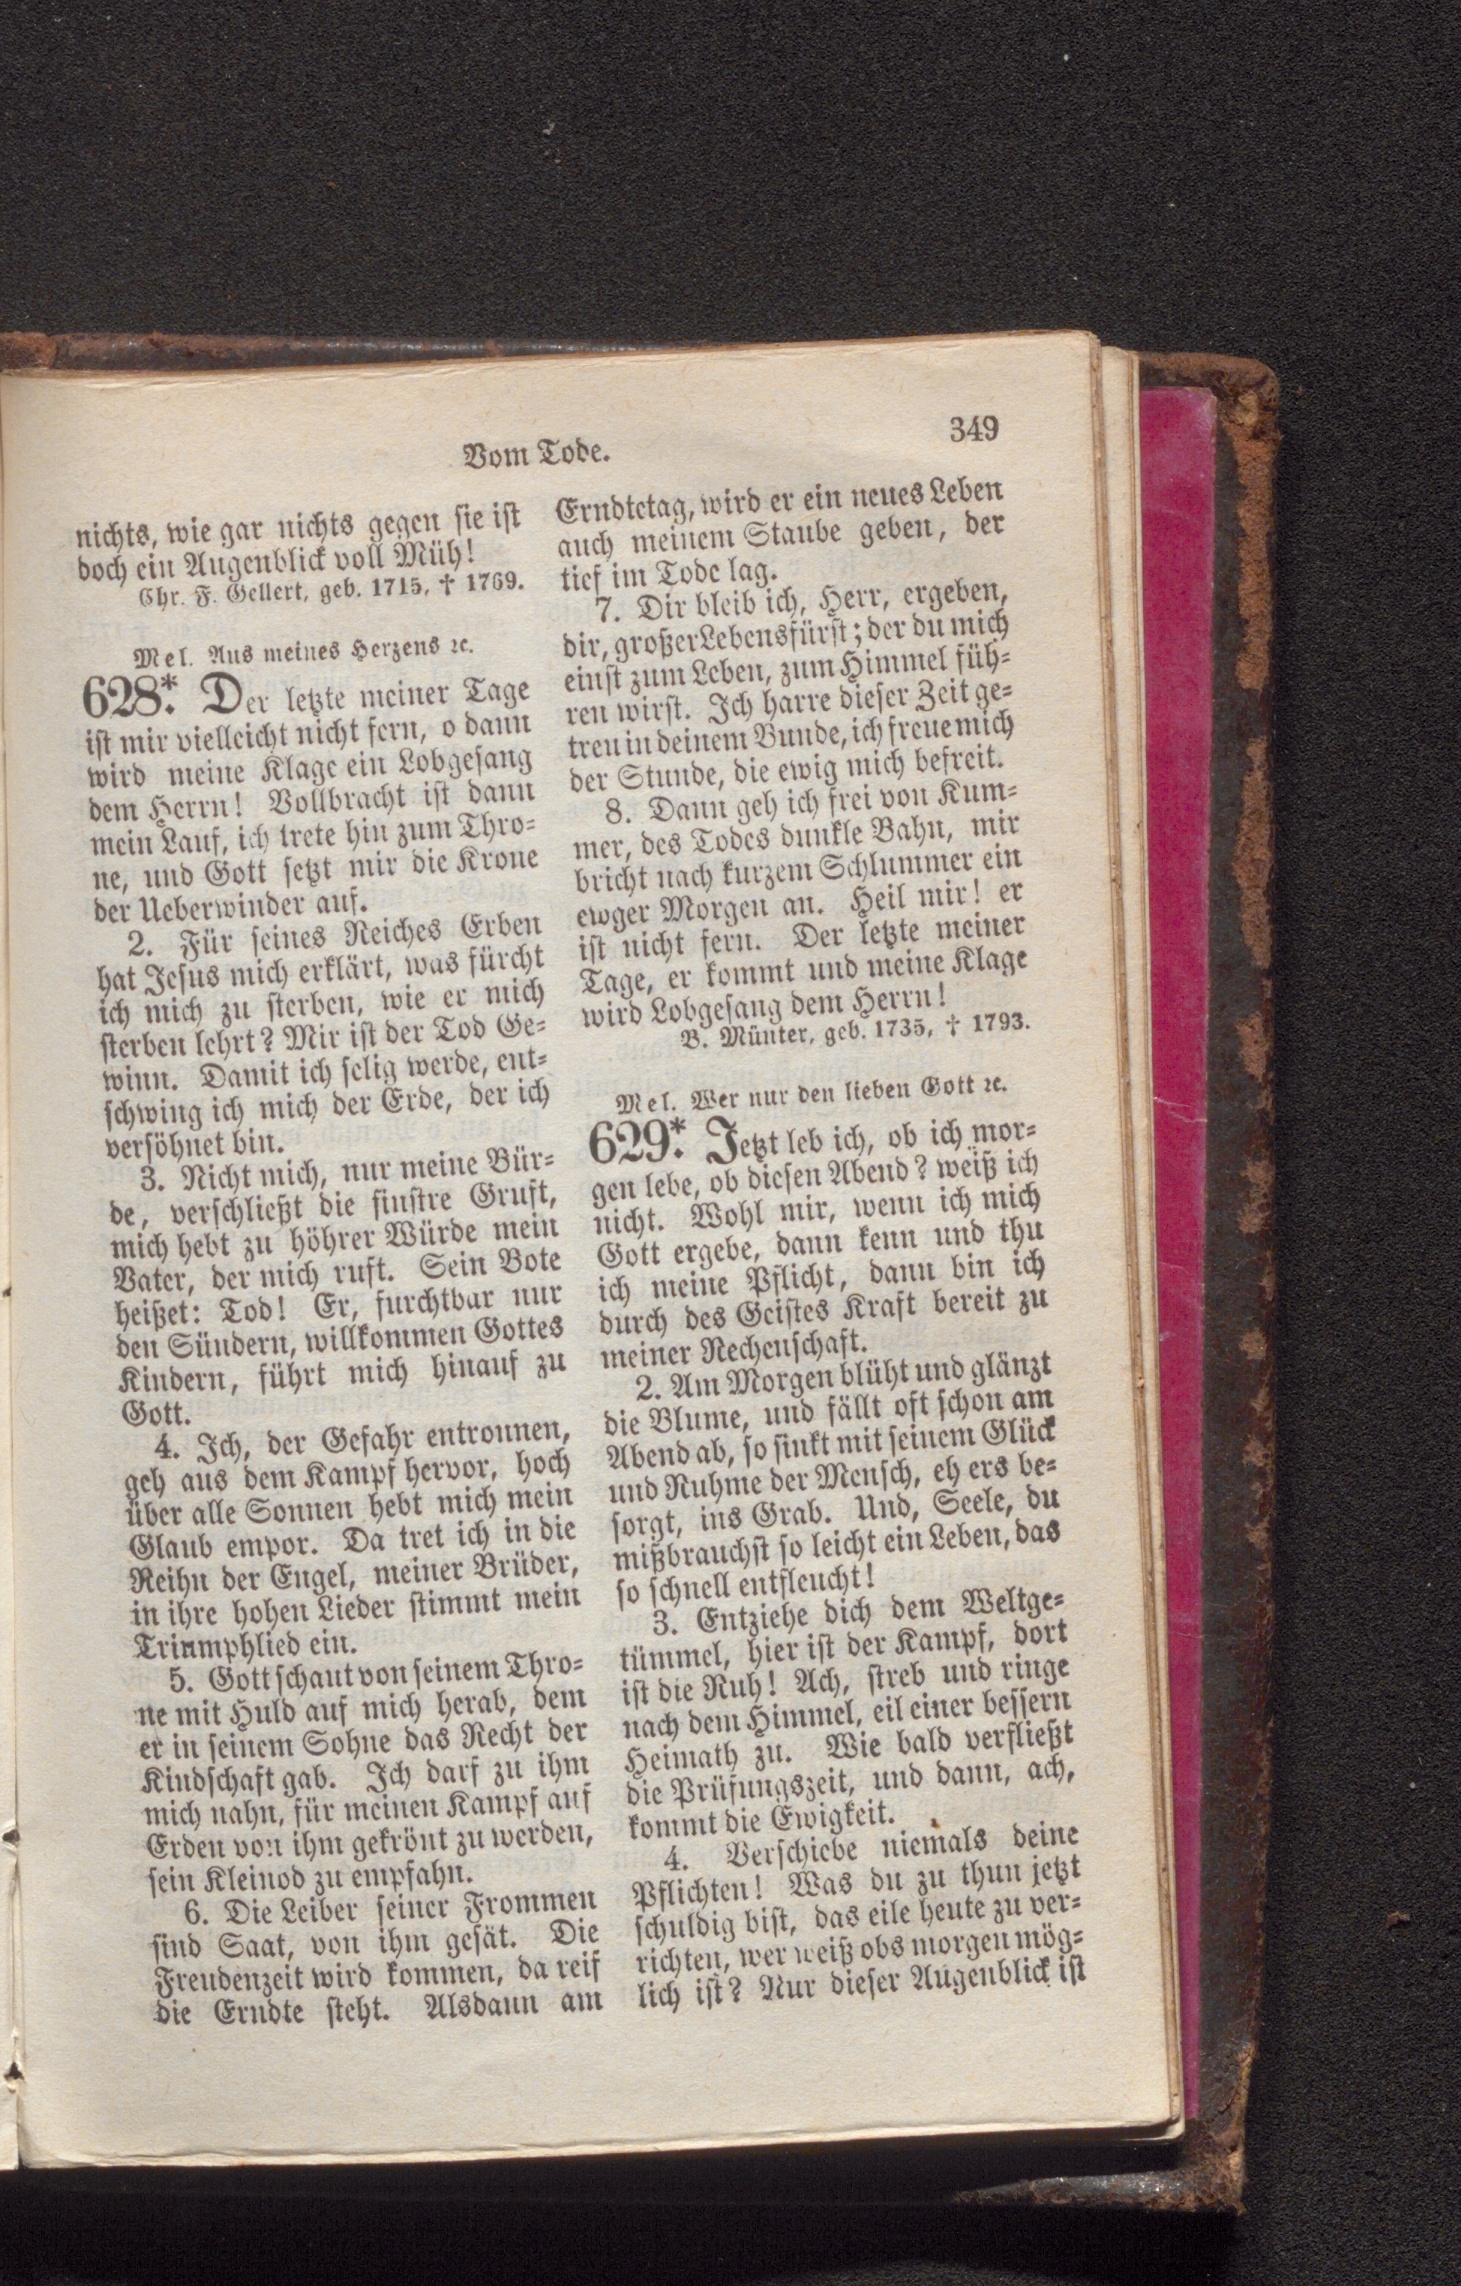 Vom Tode.
349
nichts, wie gar nichts gegen sie ist
doch ein Augenblick voll Müh!
Chr. F. Gellert, geb. 1715, † 1769.
Mel. Aus meines Herzens ꝛc.
628*. Der letzte meiner Tage
ist mir vielleicht nicht fern, o dann
wird meine Klage ein Lobgesang
dem Herrn! Vollbracht ist dann
mein Lauf, ich trete hin zum Thro-
ne, und Gott setzt mir die Krone
der Ueberwinder auf.
2. Für seines Reiches Erben
hat Jesus mich erklärt, was fürcht
ich mich zu sterben, wie er mich
sterben lehrt? Mir ist der Tod Ge-
winn. Damit ich selig werde, ent-
schwing ich mich der Erde, der ich
versöhnet bin.
3. Nicht mich, nur meine Bür-
de, verschließt die finstre Gruft,
mich hebt zu höhrer Würde mein
Vater, der mich ruft. Sein Bote
heißet: Tod! Er, furchtbar nur
den Sündern, willkommen Gottes
Kindern, führt mich hinauf zu
Gott.
4. Ich, der Gefahr entronnen,
geh aus dem Kampf hervor, hoch
über alle Sonnen hebt mich mein
Glaub empor. Da tret ich in die
Reihn der Engel, meiner Brüder,
in ihre hohen Lieder stimmt mein
Triumphlied ein.
5. Gott schaut von seinem Thro-
ne mit Huld auf mich herab, dem
er in seinem Sohne das Recht der
Kindschaft gab. Ich darf zu ihm
mich nahn, für meinen Kampf auf
Erden von ihm gekrönt zu werden,
sein Kleinod zu empfahn.
6. Die Leiber seiner Frommen
sind Saat, von ihm gesät. Die
Freudenzeit wird kommen, da reif
die Erndte steht. Alsdann am
Erndtetag, wird er ein neues Leben
auch meinem Staube geben, der
tief im Tode lag.
7. Dir bleib ich, Herr, ergeben,
dir, großer Lebensfürst; der du mich
einst zum Leben, zum Himmel füh-
ren wirst. Ich harre dieser Zeit ge-
treu in deinem Bunde, ich freue mich
der Stunde, die ewig mich befreit.
8. Dann geh ich frei von Kum-
mer, des Todes dunkle Bahn, mir
bricht nach kurzem Schlummer ein
ewger Morgen an. Heil mir! er
ist nicht fern. Der letzte meiner
Tage, er kommt und meine Klage
wird Lobgesang dem Herrn!
B. Münter, geb. 1735, † 1793.
Mel. Wer nur den lieben Gott ꝛc.
629*. Jetzt leb ich, ob ich mor-
gen lebe, ob diesen Abend? weiß ich
nicht. Wohl mir, wenn ich mich
Gott ergebe, dann kenn und thu
ich meine Pflicht, dann bin ich
durch des Geistes Kraft bereit zu
meiner Rechenschaft.
2. Am Morgen blüht und glänzt
die Blume, und fällt oft schon am
Abend ab, so sinkt mit seinem Glück
und Ruhme der Mensch, eh ers be-
sorgt, ins Grab. Und, Seele, du
mißbrauchst so leicht ein Leben, das
so schnell entfleucht!
3. Entziehe dich dem Weltge-
tümmel, hier ist der Kampf, dort
ist die Ruh! Ach, streb und ringe
nach dem Himmel, eil einer bessern
Heimath zu. Wie bald verfließt
die Prüfungszeit, und dann, ach,
kommt die Ewigkeit.
4. Verschiebe niemals deine
Pflichten! Was du zu thun jetzt
schuldig bist, das eile heute zu ver-
richten, wer weiß obs morgen mög-
lich ist? Nur dieser Augenblick ist